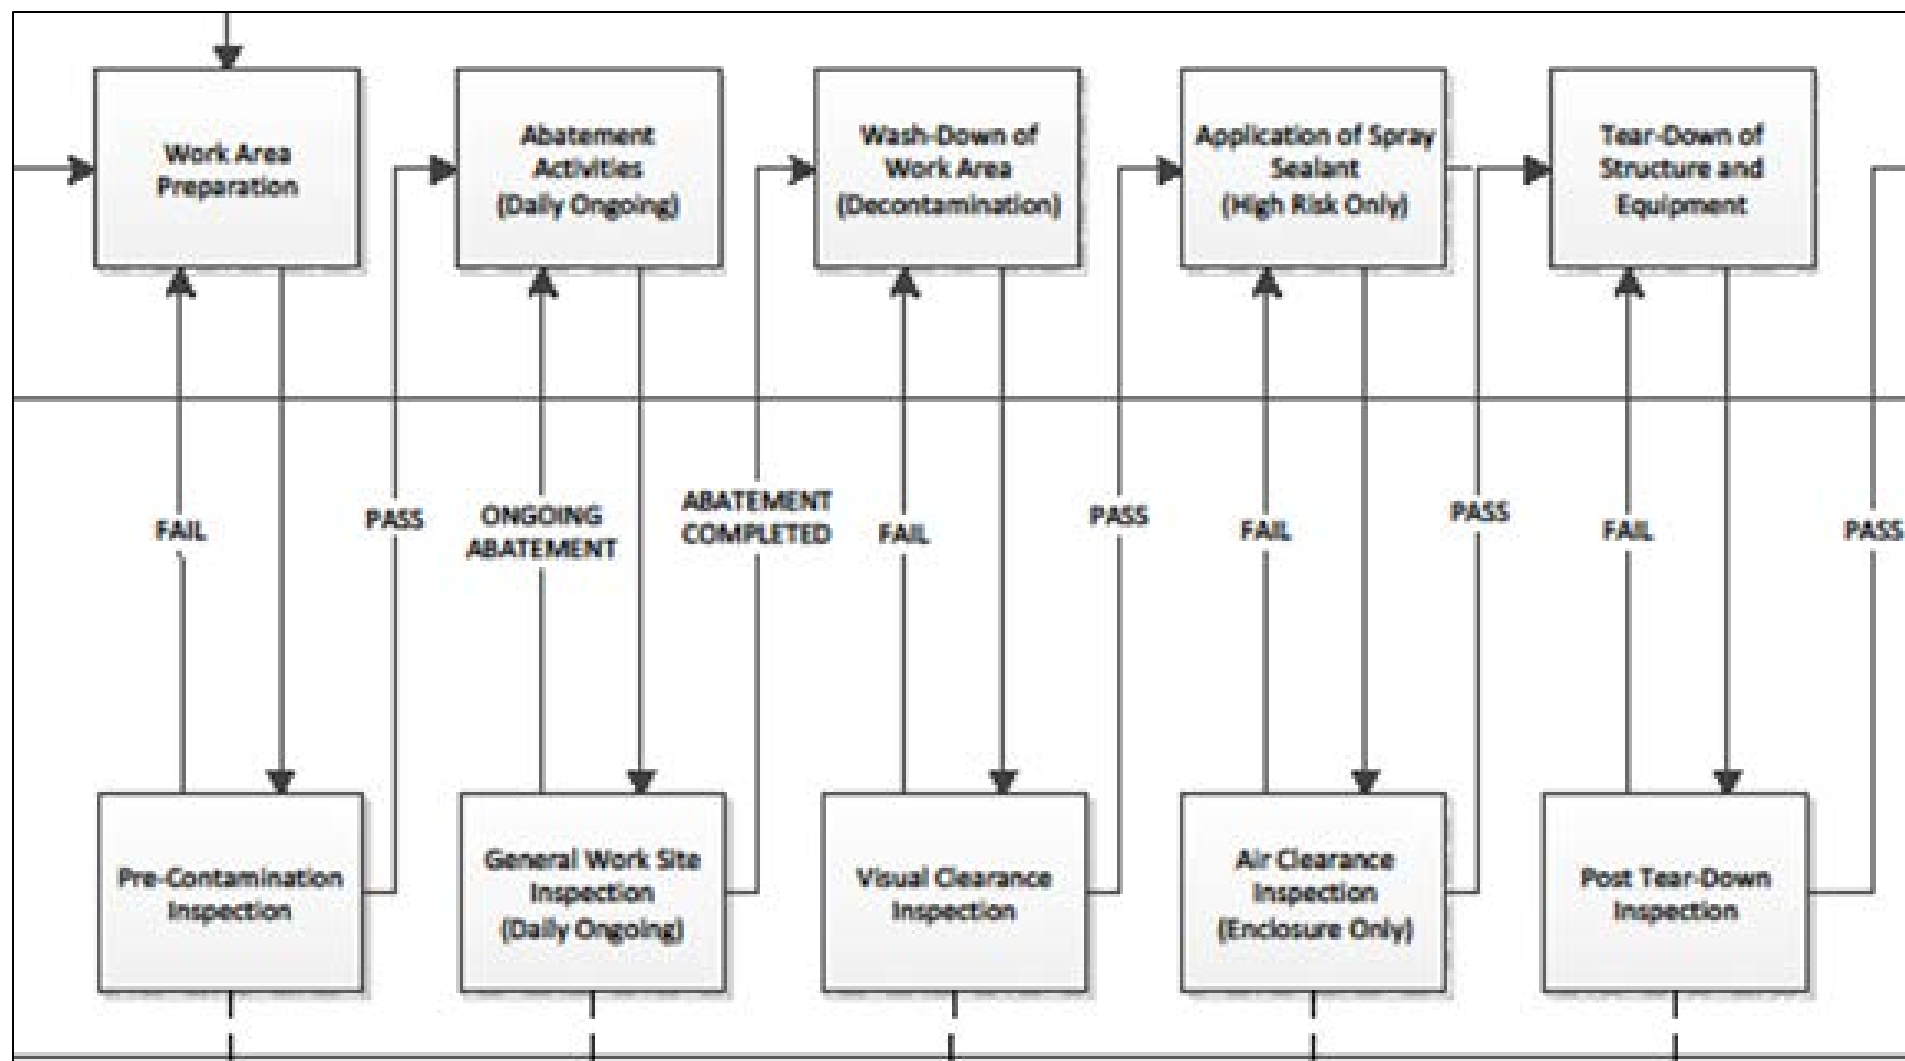 Work Area
Preparation
Abatement
Activities
(Daily Ongoing)
Wash-Down of
Work Area
(Decontamination)
Application of Spray
Sealant
(High Risk Only)
Tear-Down of
Structure and
Equipment
FAIL
PASS
ONGOING
ABATEMENT
ABATEMENT
COMPLETED
FAIL
PASS
FAIL
PASS
FAIL
PASS
Pre-Contamination
Inspection
General Work Site
Inspection
(Daily Ongoing)
Visual Clearance
Inspection
Air Clearance
Inspection
(Enclosure Only)
Post Tear-Down
Inspection